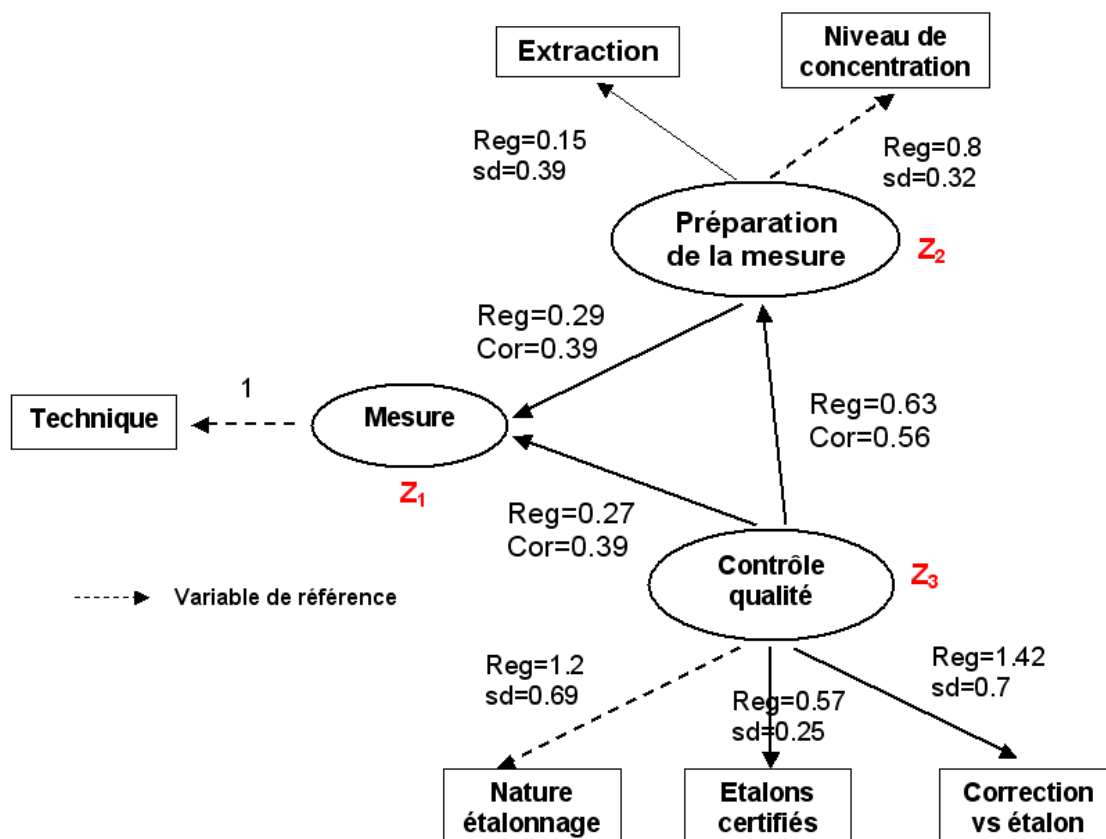 Extraction
Niveau de
concentration
Reg=0.15
sd=0.39
Reg=0.8
sd=0.32
Préparation
de la mesure
Z2
Reg=0.29
Cor=0.39
Technique
1
Mesure
Z1
Reg=0.63
Cor=0.56
Reg=0.27
Cor=0.39
Contrôle
qualité
Z3
Variable de référence
Reg=1.2
sd=0.69
Reg=0.57
sd=0.25
Reg=1.42
sd=0.7
Nature
étalonnage
Etalons
certifiés
Correction
vs étalon